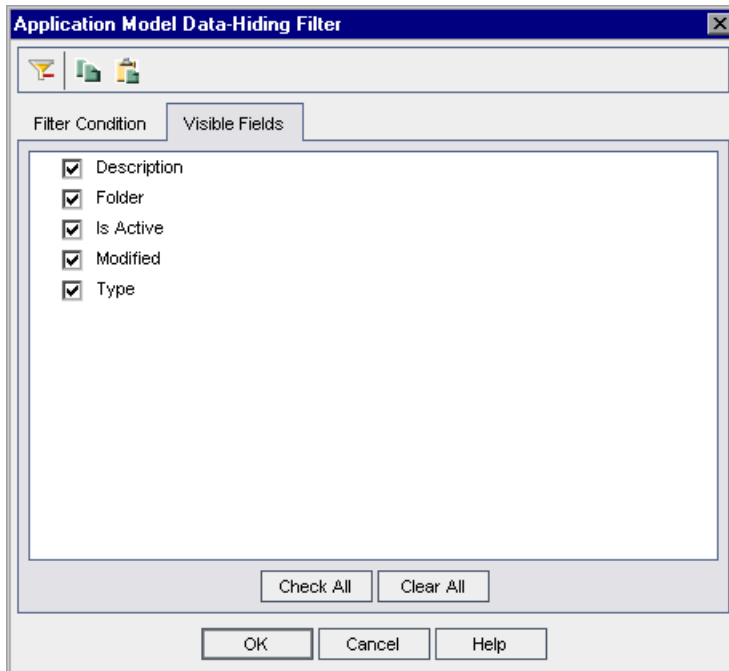 Application Model Data-Hiding Filter
Filter Condition Visible Fields
Description
Folder
Is Active
Modified
Type
Check All Clear All
OK Cancel Help